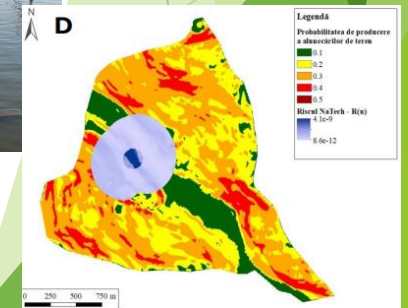 N
D
Legendă
Probabilitatea de producere
a alunecărilor de teren
0.1
0.2
0.3
0.4
0.5
Riscul NaTech - R(n)
4.1e-9
8.6e-12
0 250 500 750 m